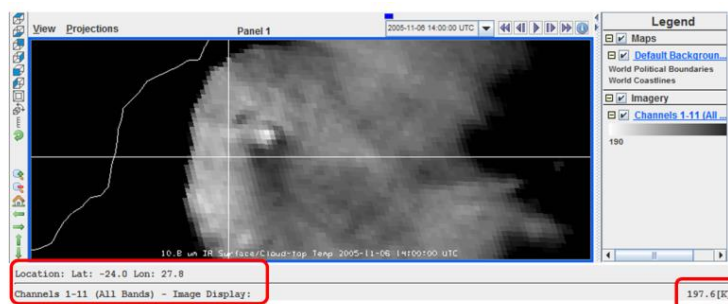 View Projections
Panel 1
2005-11-06 14:00:00 UTC
Legend
Maps
Default Backgroun...
World Political Boundaries
World Coastlines
Imagery
Channels 1-11 (All ...
190
10.8 um IR Surface/Cloud-top Temp 2005-11-06 14:00:00 UTC
Location: Lat: -24.0 Lon: 27.8
Channels 1-11 (All Bands) - Image Display:
197.6[K